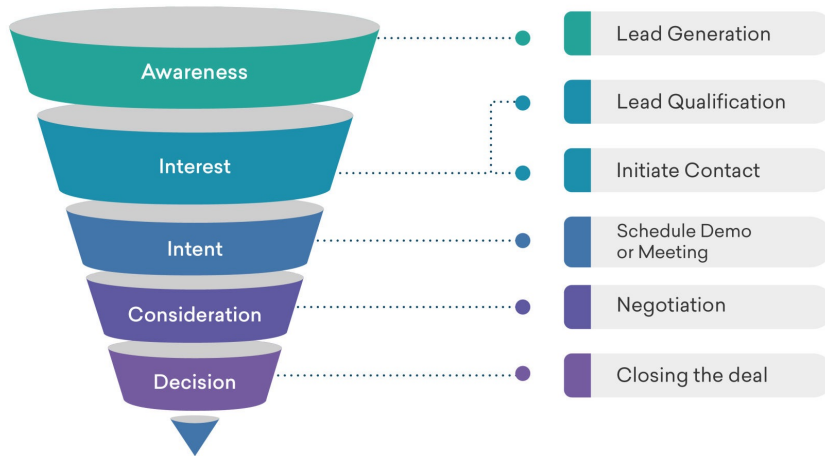 Awareness
Lead Generation
Lead Qualification
Interest
Initiate Contact
Intent
Schedule Demo
or Meeting
Consideration
Negotiation
Decision
Closing the deal